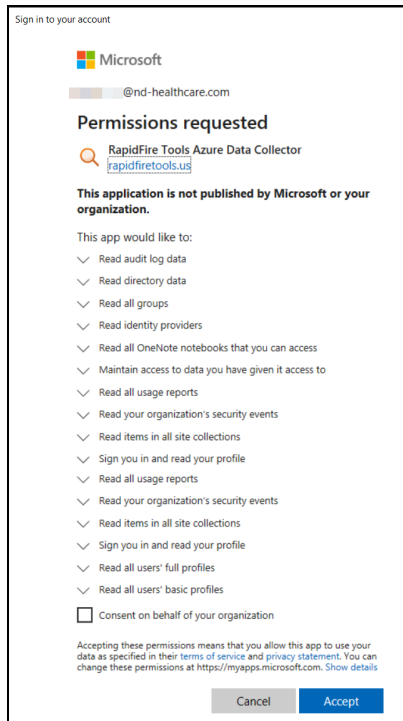 Sign in to your account
Microsoft
@nd-healthcare.com
Permissions requested
RapidFire Tools Azure Data Collector
rapidfiretools.us
This application is not published by Microsoft or your
organization.
This app would like to:
Read audit log data
Read directory data
Read all groups
Read identity providers
Read all OneNote notebooks that you can access
Maintain access to data you have given it access to
Read all usage reports
Read your organization's security events
Read items in all site collections
Sign you in and read your profile
Read all usage reports
Read your organization's security events
Read items in all site collections
Sign you in and read your profile
Read all users' full profiles
Read all users' basic profiles
Consent on behalf of your organization
Accepting these permissions means that you allow this app to use your
data as specified in their terms of service and privacy statement. You can
change these permissions at https://myapps.microsoft.com. Show details
Cancel Accept